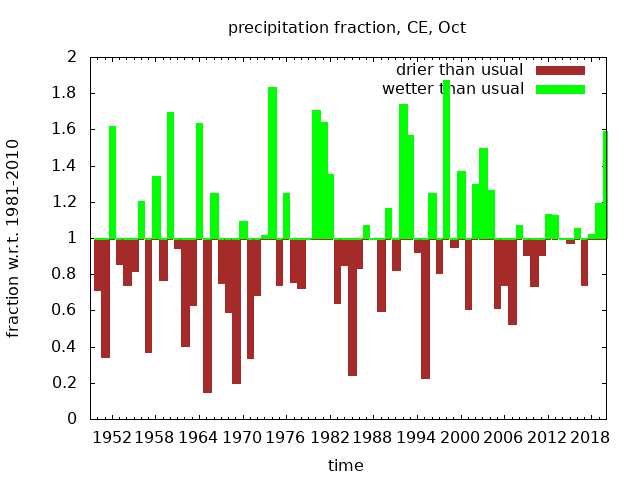 precipitation fraction, CE, Oct
drier than usual
wetter than usual
fraction w.r.t. 1981-2010
2
1.8
1.6
1.4
1.2
1
0.8
0.6
0.4
0.2
0
1952 1958 1964 1970 1976 1982 1988 1994 2000 2006 2012 2018
time